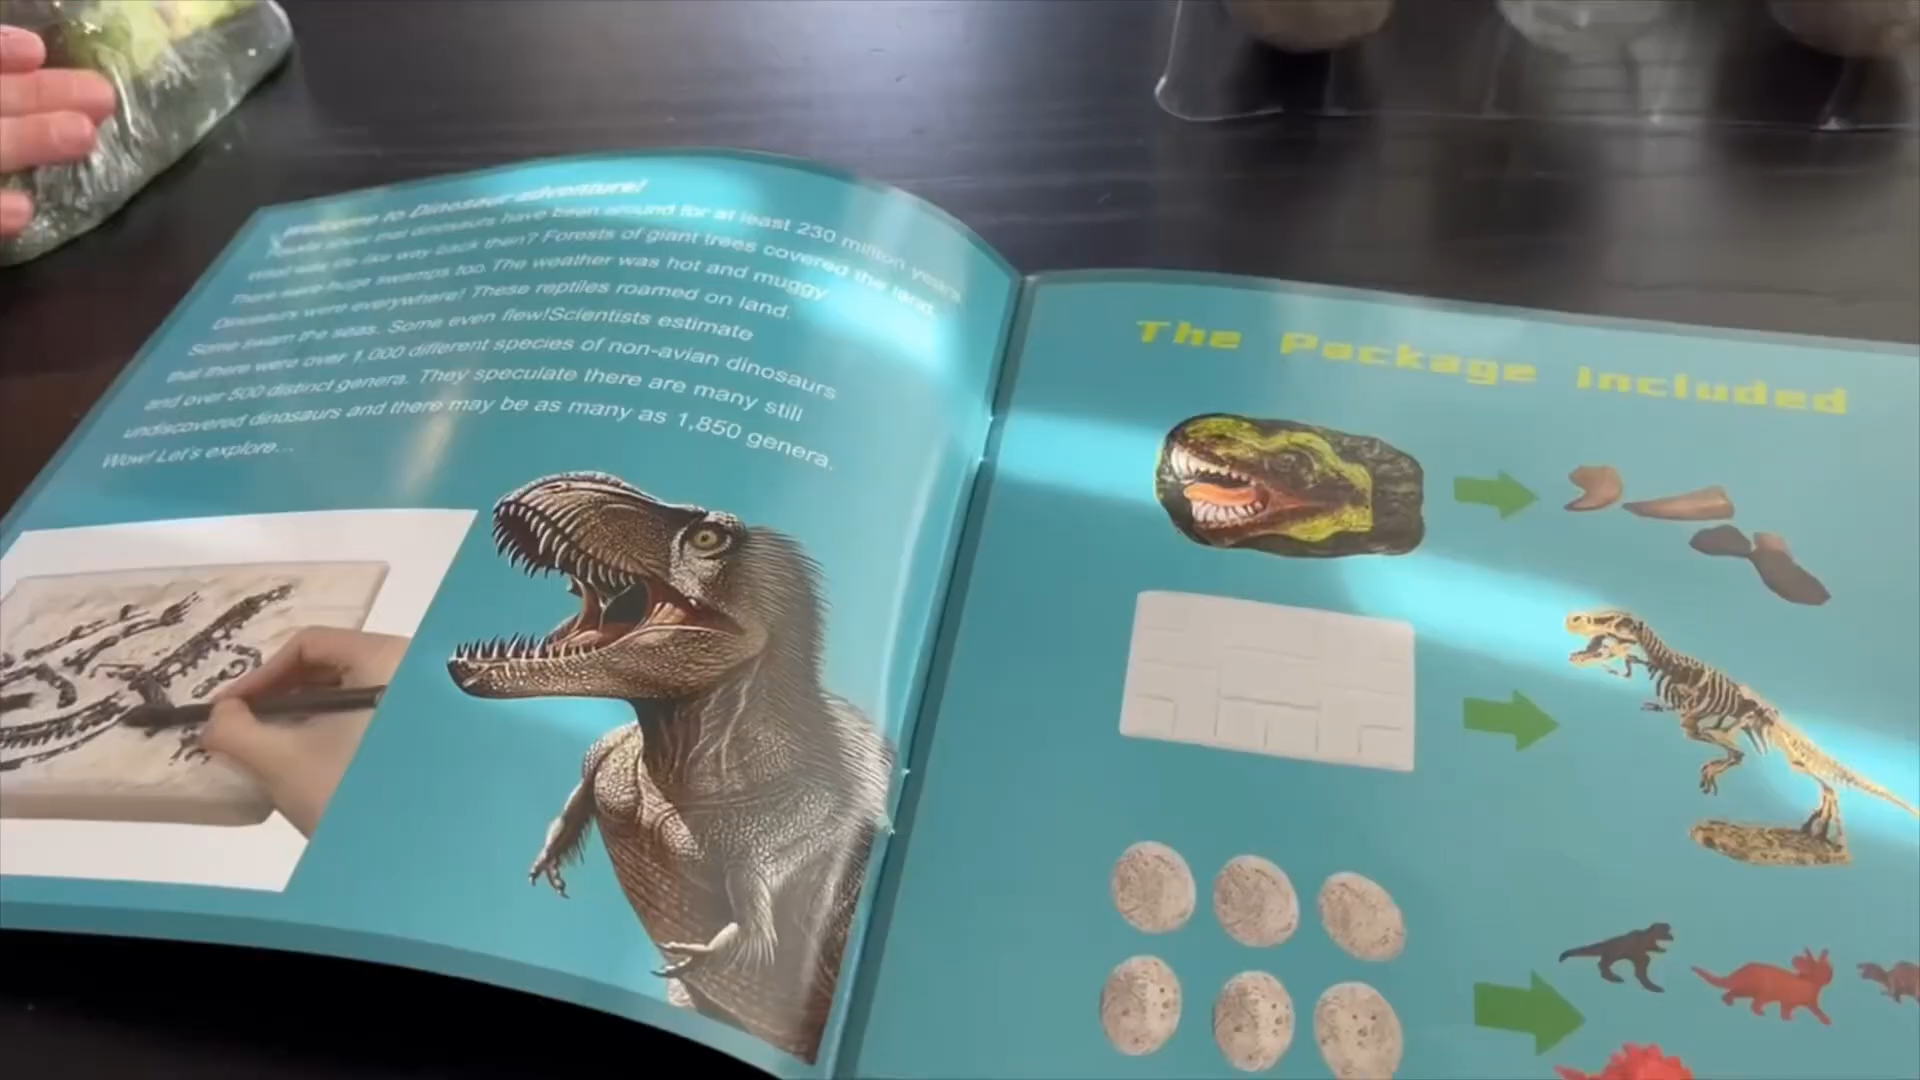 Welcome to Dinosaur adventure!
show that dinosaurs have been around for at least 230 million years
What was life like way back then? Forests of giant trees covered the land.
There were huge swamps too. The weather was hot and muggy
Dinosaurs were everywhere! These reptiles roamed on land.
Some swam the seas. Some even flew!Scientists estimate
that there were over 1,000 different species of non-avian dinosaurs
and over 500 distinct genera. They speculate there are many still
undiscovered dinosaurs and there may be as many as 1,850 genera.
Wow! Let's explore...
The Package Included